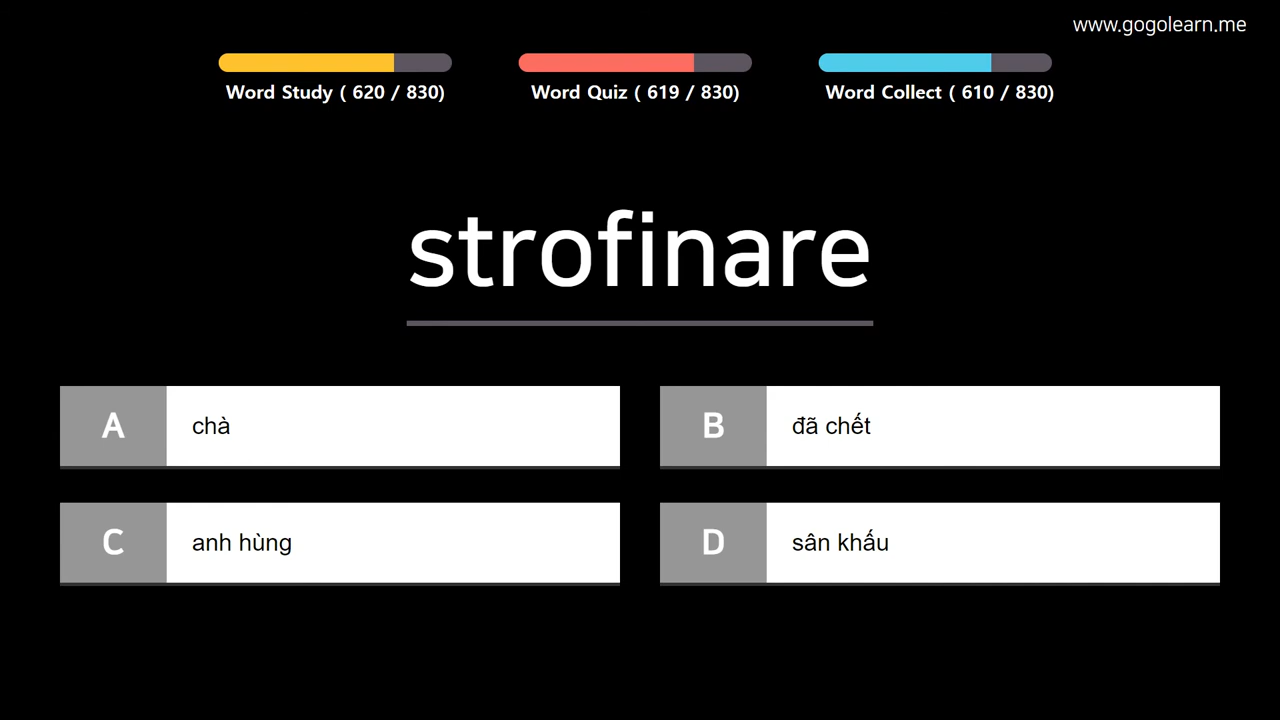 www.gogolearn.me
Word Study ( 620 / 830)
Word Quiz ( 619 / 830)
Word Collect ( 610 / 830)
strofinare
A chà
B đã chết
C anh hùng
D sân khấu